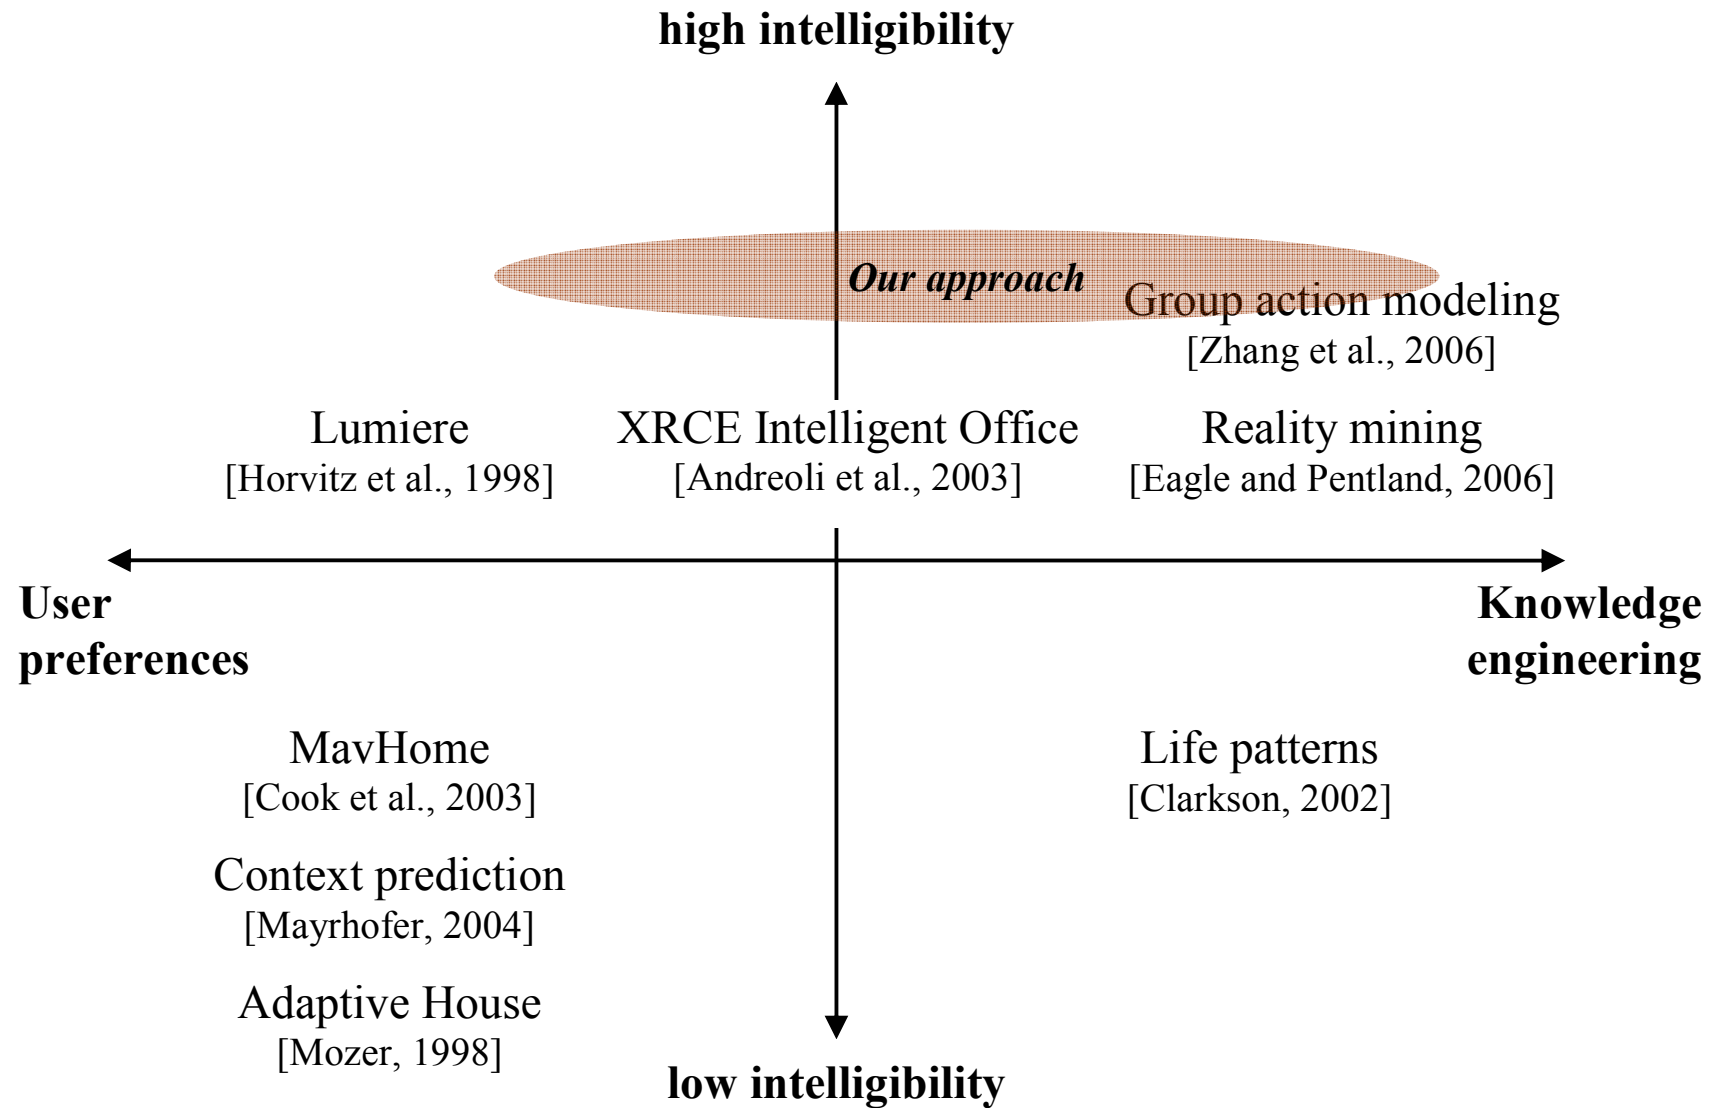 high intelligibility
Our approach
Group action modeling
[Zhang et al., 2006]
Lumiere
[Horvitz et al., 1998]
XRCE Intelligent Office
[Andreoli et al., 2003]
Reality mining
[Eagle and Pentland, 2006]
User
preferences
Knowledge
engineering
MavHome
[Cook et al., 2003]
Life patterns
[Clarkson, 2002]
Context prediction
[Mayrhofer, 2004]
Adaptive House
[Mozer, 1998]
low intelligibility